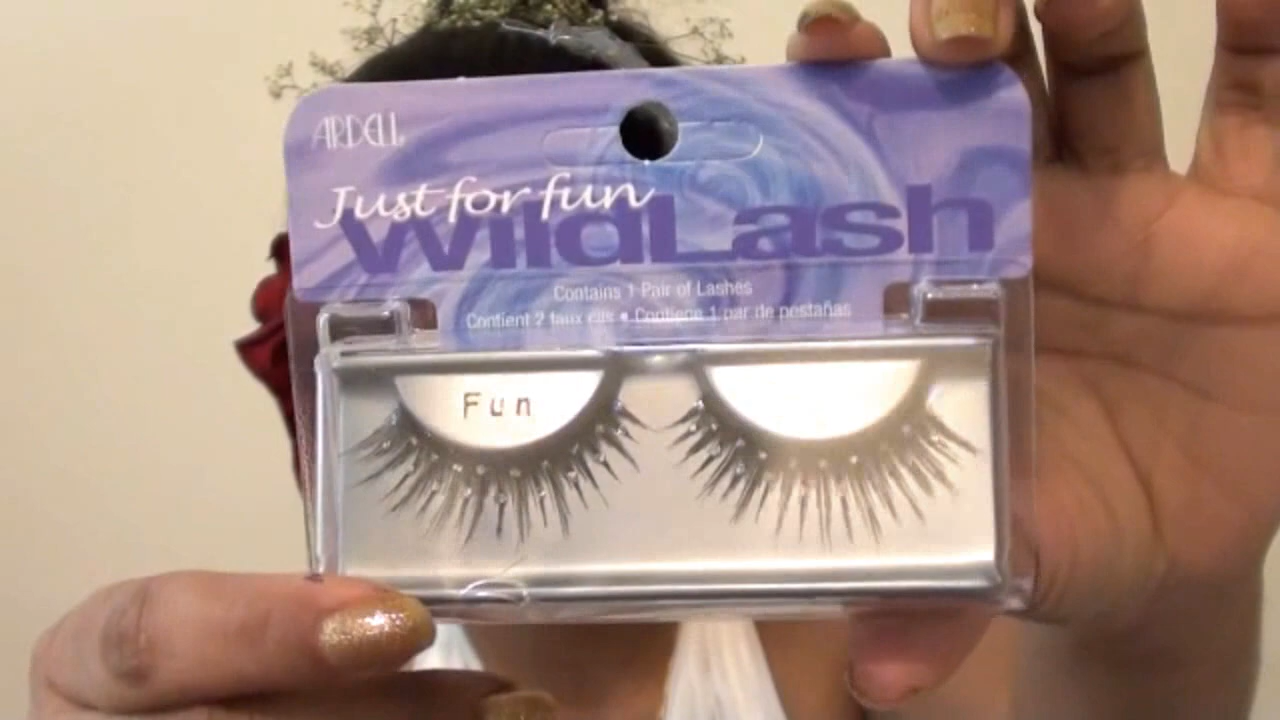 ARDELL
Just for fun
WildLash
Contains 1 Pair of Lashes
Contient 2 faux cils • Contiene 1 par de pestañas
Fun